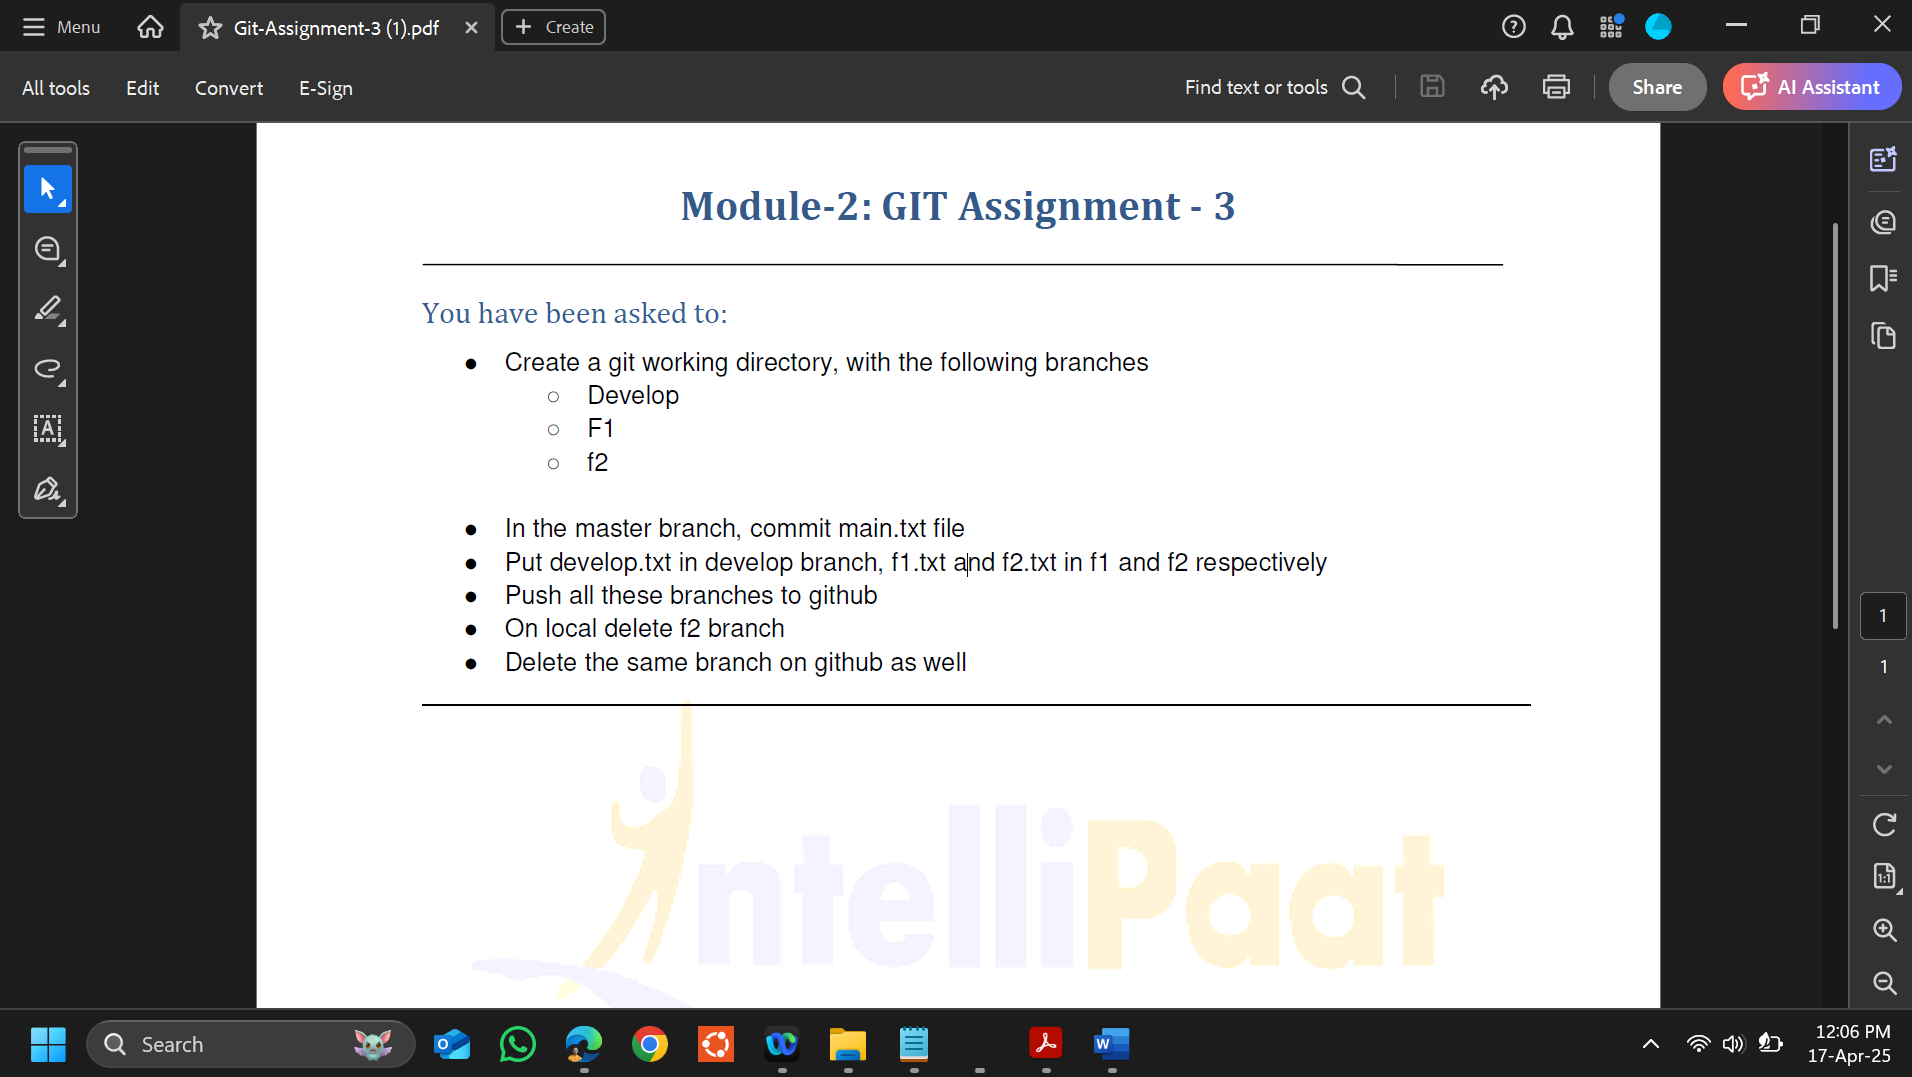 Menu
Git-Assignment-3 (1).pdf
Create
All tools
Edit
Convert
E-Sign
Find text or tools
Share
AI Assistant
Module-2: GIT Assignment - 3
You have been asked to:
● Create a git working directory, with the following branches
○ Develop
○ F1
○ f2
● In the master branch, commit main.txt file
● Put develop.txt in develop branch, f1.txt and f2.txt in f1 and f2 respectively
● Push all these branches to github
● On local delete f2 branch
● Delete the same branch on github as well
IntelliPaat
1
1
Search
12:06 PM
17-Apr-25